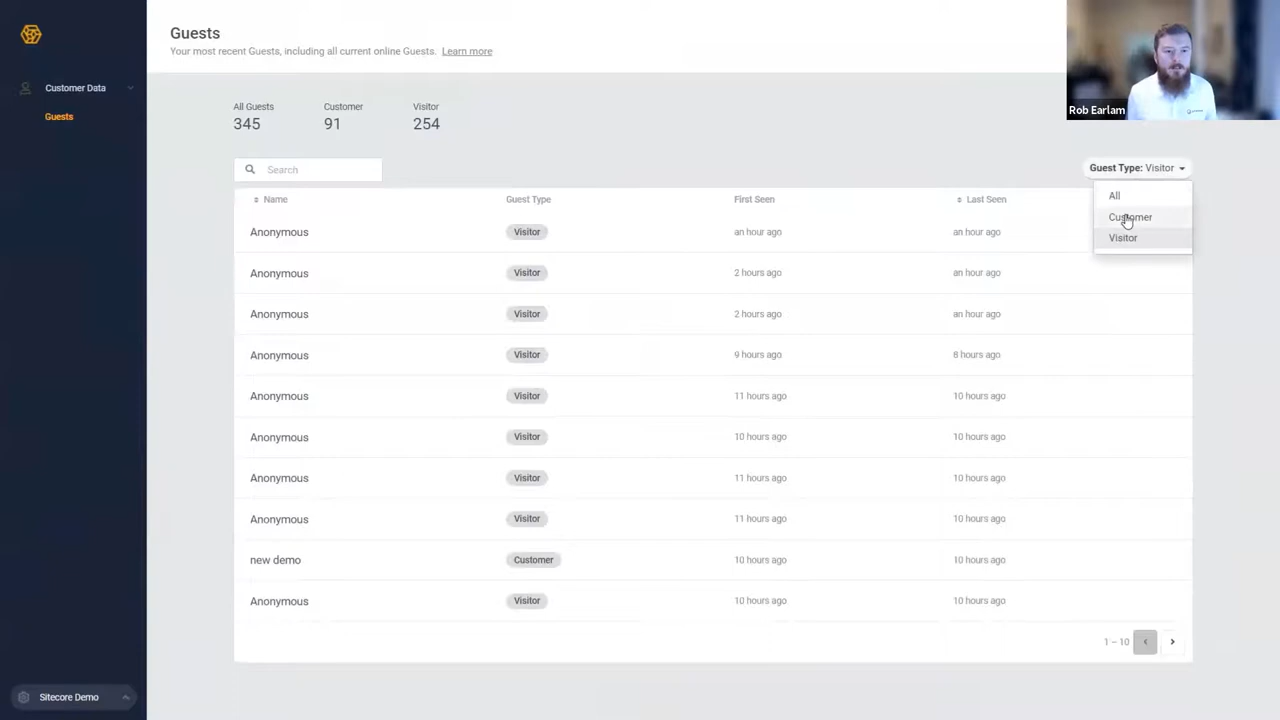 Guests
Your most recent Guests, including all current online Guests. Learn more
Rob Earlam
Customer Data
Guests
All Guests Customer Visitor
345 91 254
Search
Guest Type: Visitor
All
Customer
Visitor
Name Guest Type First Seen Last Seen
Anonymous Visitor an hour ago an hour ago
Anonymous Visitor 2 hours ago an hour ago
Anonymous Visitor 2 hours ago an hour ago
Anonymous Visitor 9 hours ago 8 hours ago
Anonymous Visitor 11 hours ago 10 hours ago
Anonymous Visitor 10 hours ago 10 hours ago
Anonymous Visitor 11 hours ago 10 hours ago
Anonymous Visitor 11 hours ago 10 hours ago
new demo Customer 10 hours ago 10 hours ago
Anonymous Visitor 10 hours ago 10 hours ago
1 – 10
Sitecore Demo